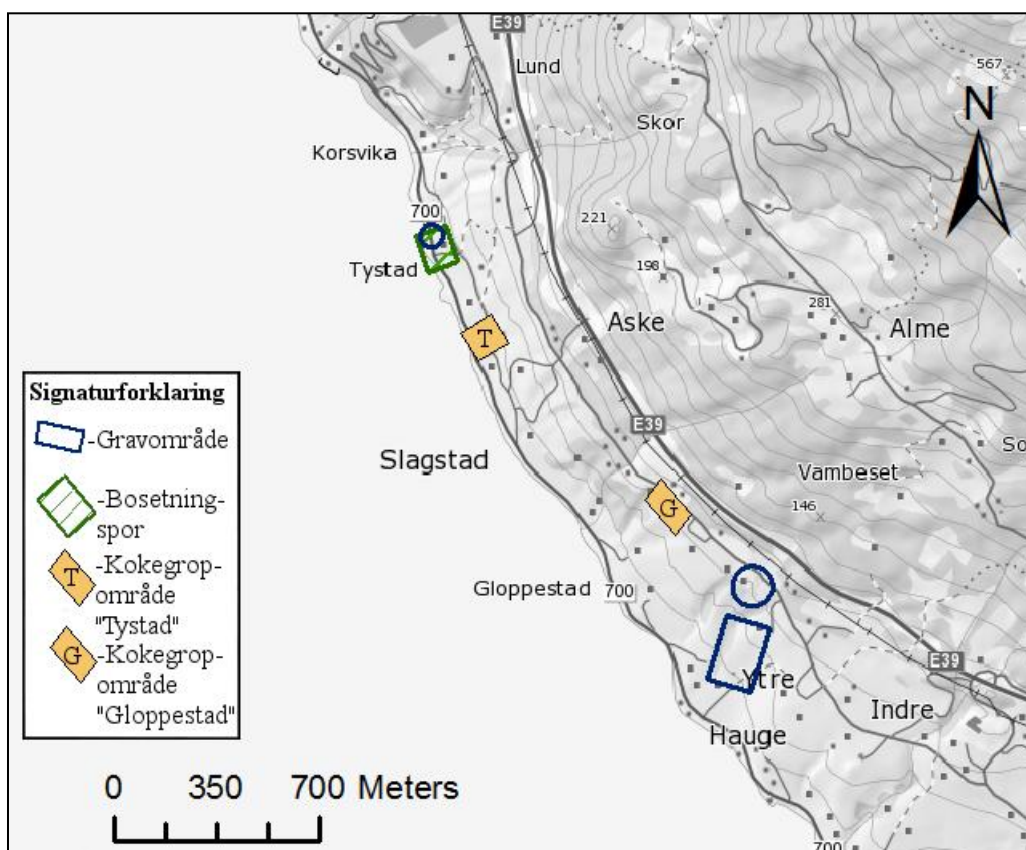 E39
Lund
567
Skor
N
Korsvika
700
221
Tystad
198
281
Aske
Alme
T
Signaturforklaring
-Gravområde
E39
Slagstad
So
Vambeset
-Bosetning-
spor
G
146
T
-Kokegrop-
område
"Tystad"
Gloppestad
700
G
-Kokegrop-
område
"Gloppestad"
E39
Ytre
Indre
Hauge
0 350 700 Meters
700